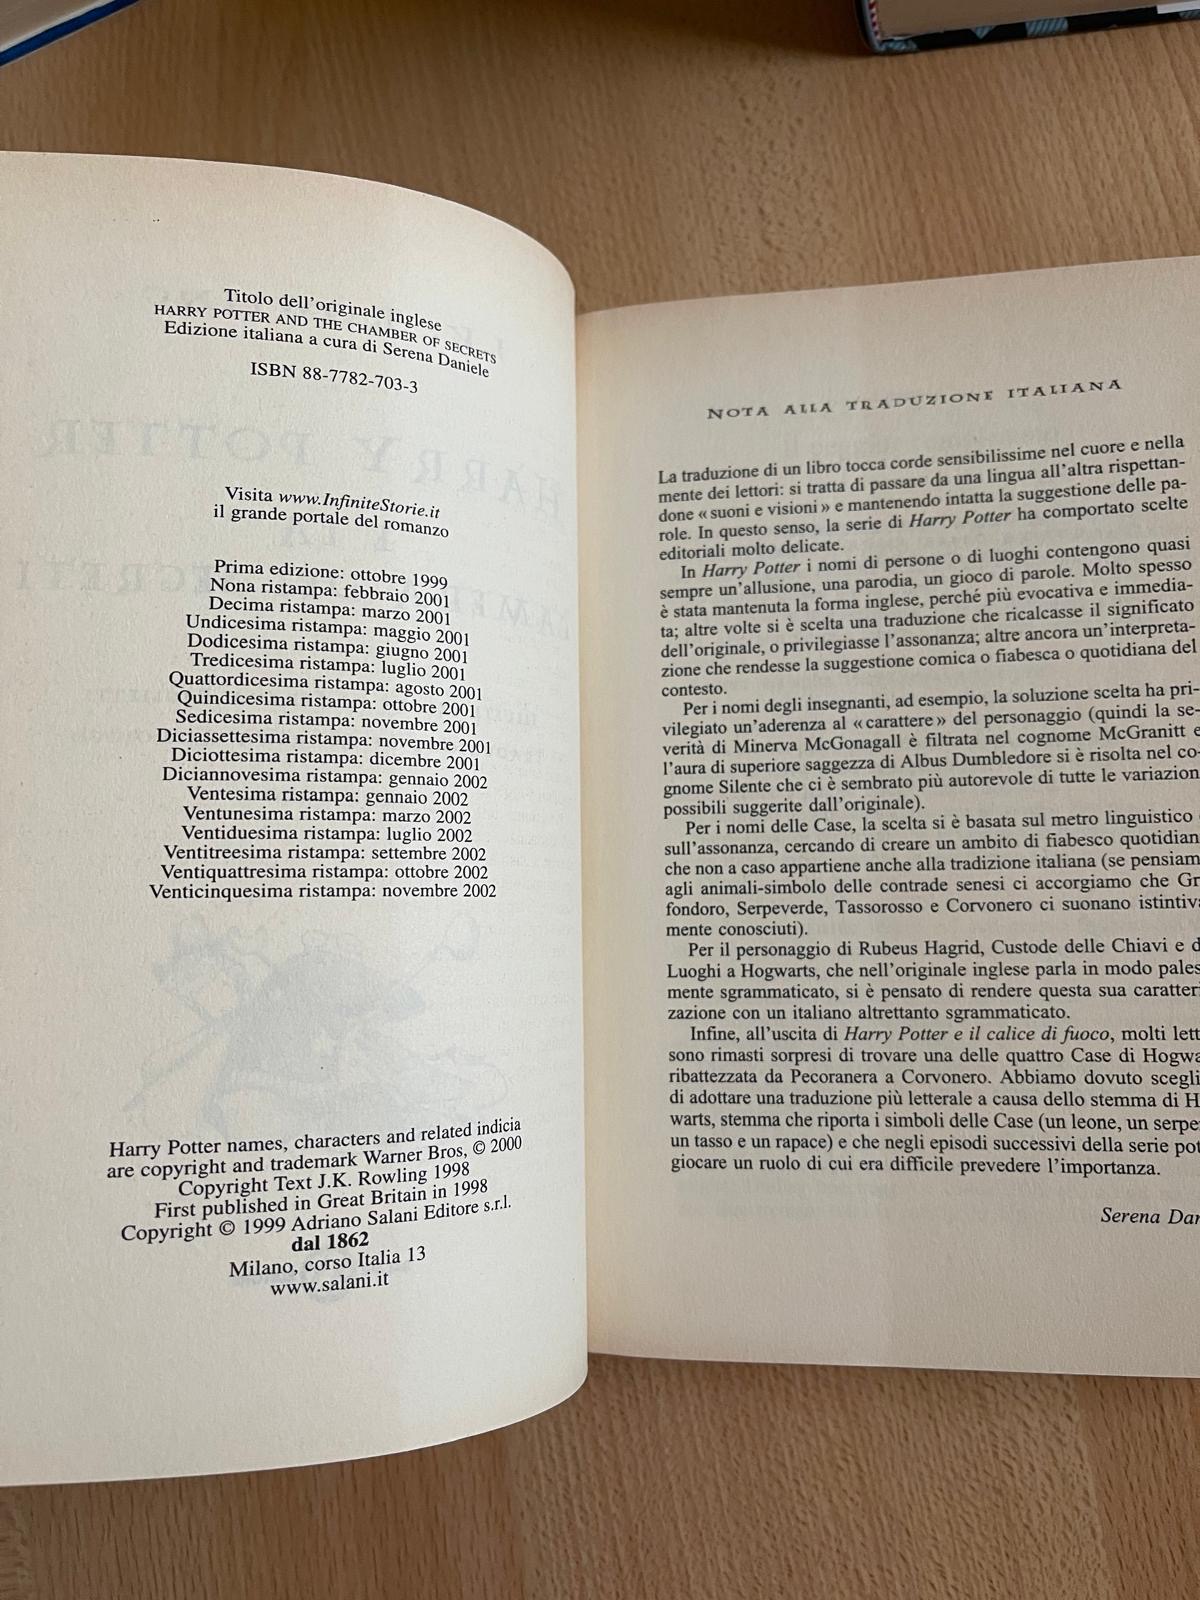 Titolo dell'originale inglese
HARRY POTTER AND THE CHAMBER OF SECRETS
Edizione italiana a cura di Serena Daniele
ISBN 88-7782-703-3
Visita www.InfiniteStorie.it
il grande portale del romanzo
Prima edizione: ottobre 1999
Nona ristampa: febbraio 2001
Decima ristampa: marzo 2001
Undicesima ristampa: maggio 2001
Dodicesima ristampa: giugno 2001
Tredicesima ristampa: luglio 2001
Quattordicesima ristampa: agosto 2001
Quindicesima ristampa: ottobre 2001
Sedicesima ristampa: novembre 2001
Diciassettesima ristampa: novembre 2001
Diciottesima ristampa: dicembre 2001
Diciannovesima ristampa: gennaio 2002
Ventesima ristampa: gennaio 2002
Ventunesima ristampa: marzo 2002
Ventiduesima ristampa: luglio 2002
Ventitreesima ristampa: settembre 2002
Ventiquattresima ristampa: ottobre 2002
Venticinquesima ristampa: novembre 2002
Harry Potter names, characters and related indicia
are copyright and trademark Warner Bros, © 2000
Copyright Text J.K. Rowling 1998
First published in Great Britain in 1998
Copyright © 1999 Adriano Salani Editore s.r.l.
dal 1862
Milano, corso Italia 13
www.salani.it
NOTA ALLA TRADUZIONE ITALIANA
La traduzione di un libro tocca corde sensibilissime nel cuore e nella
mente dei lettori: si tratta di passare da una lingua all'altra rispettan-
done «suoni e visioni» e mantenendo intatta la suggestione delle pa-
role. In questo senso, la serie di Harry Potter ha comportato scelte
editoriali molto delicate.
In Harry Potter i nomi di persone o di luoghi contengono quasi
sempre un'allusione, una parodia, un gioco di parole. Molto spesso
è stata mantenuta la forma inglese, perché più evocativa e immedia-
ta; altre volte si è scelta una traduzione che ricalcasse il significato
dell'originale, o privilegiasse l'assonanza; altre ancora un'interpreta-
zione che rendesse la suggestione comica o fiabesca o quotidiana del
contesto.
Per i nomi degli insegnanti, ad esempio, la soluzione scelta ha pri-
vilegiato un'aderenza al «carattere» del personaggio (quindi la se-
verità di Minerva McGonagall è filtrata nel cognome McGranitt e
l'aura di superiore saggezza di Albus Dumbledore si è risolta nel co-
gnome Silente che ci è sembrato più autorevole di tutte le variazion
possibili suggerite dall'originale).
Per i nomi delle Case, la scelta si è basata sul metro linguistico
sull'assonanza, cercando di creare un ambito di fiabesco quotidian
che non a caso appartiene anche alla tradizione italiana (se pensiam
agli animali-simbolo delle contrade senesi ci accorgiamo che Gr
fondoro, Serpeverde, Tassorosso e Corvonero ci suonano istintiva
mente conosciuti).
Per il personaggio di Rubeus Hagrid, Custode delle Chiavi e d
Luoghi a Hogwarts, che nell'originale inglese parla in modo pales
mente sgrammaticato, si è pensato di rendere questa sua caratteri
zazione con un italiano altrettanto sgrammaticato.
Infine, all'uscita di Harry Potter e il calice di fuoco, molti lett
sono rimasti sorpresi di trovare una delle quattro Case di Hogwa
ribattezzata da Pecoranera a Corvonero. Abbiamo dovuto scegli
di adottare una traduzione più letterale a causa dello stemma di H
warts, stemma che riporta i simboli delle Case (un leone, un serpe
un tasso e un rapace) e che negli episodi successivi della serie pot
giocare un ruolo di cui era difficile prevedere l'importanza.
Serena Dan